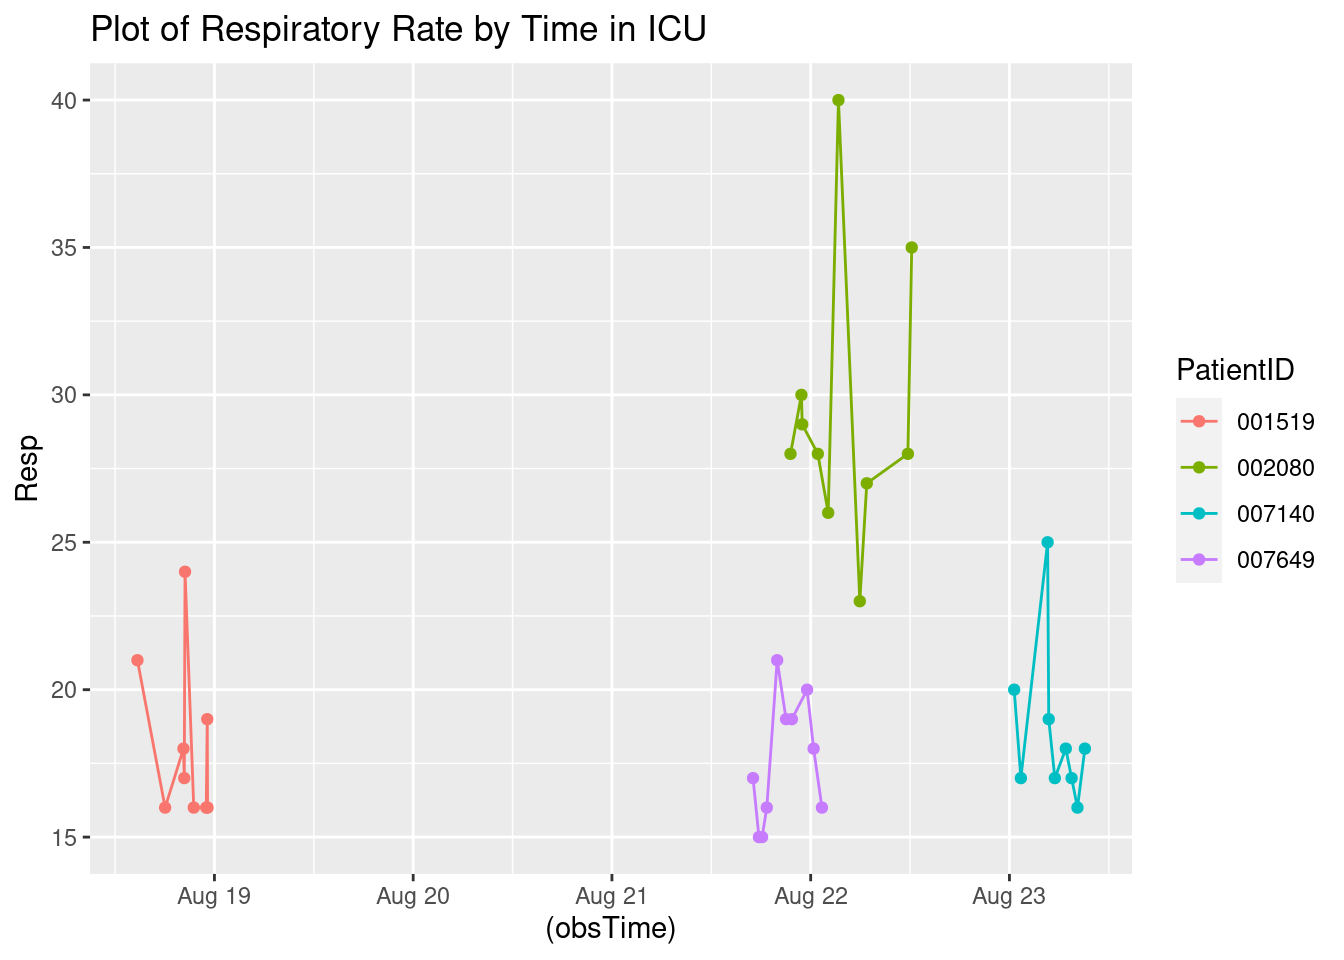 Plot of Respiratory Rate by Time in ICU
40
35
30
25
20
15
Resp
Aug 19 Aug 20 Aug 21 Aug 22 Aug 23
(obsTime)
PatientID
001519
002080
007140
007649